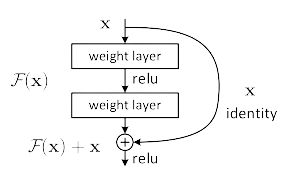 x
weight layer
relu
F(x)
weight layer
x
identity
F(x) + x
relu